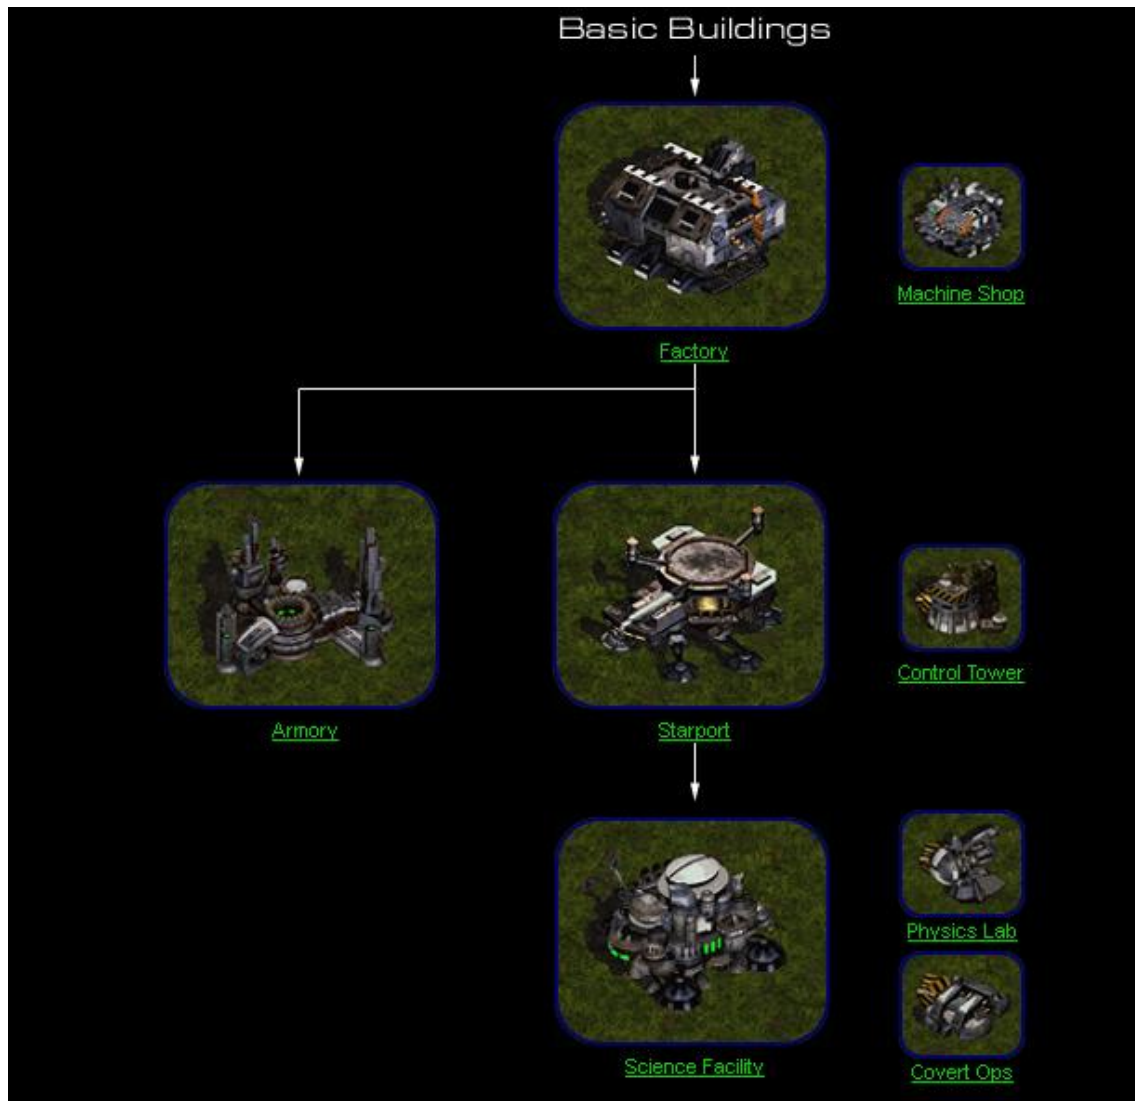 Basic Buildings
Machine Shop
Factory
Control Tower
Armory
Starport
Physics Lab
Science Facility
Covert Ops